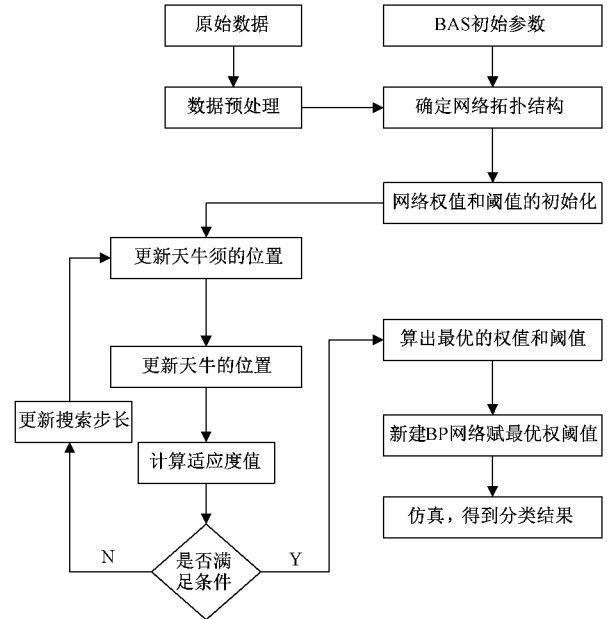 原始数据
BAS初始参数
数据预处理
确定网络拓扑结构
网络权值和阈值的初始化
更新天牛须的位置
算出最优的权值和阈值
更新天牛的位置
更新搜索步长
新建BP网络赋最优权阈值
计算适应度值
仿真，得到分类结果
N
是否满
足条件
Y